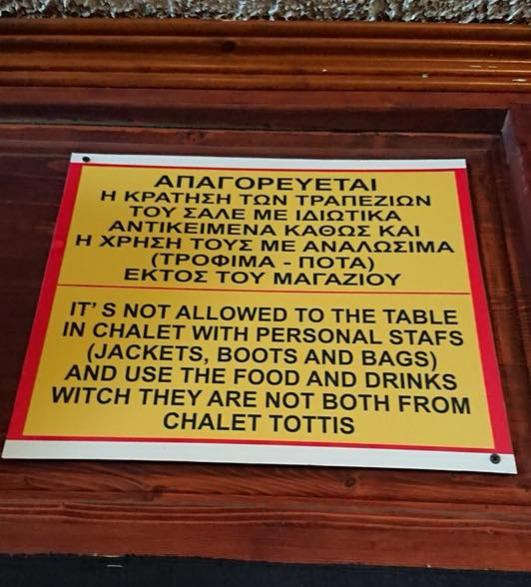 ΑΠΑΓΟΡΕΥΕΤΑΙ
Η ΚΡΑΤΗΣΗ ΤΩΝ ΤΡΑΠΕΖΙΩΝ
ΤΟΥ ΣΑΛΕ ΜΕ ΙΔΙΩΤΙΚΑ
ΑΝΤΙΚΕΙΜΕΝΑ ΚΑΘΩΣ ΚΑΙ
Η ΧΡΗΣΗ ΤΟΥΣ ΜΕ ΑΝΑΛΩΣΙΜΑ
(ΤΡΟΦΙΜΑ - ΠΟΤΑ)
ΕΚΤΟΣ ΤΟΥ ΜΑΓΑΖΙΟΥ
IT' S NOT ALLOWED TO THE TABLE
IN CHALET WITH PERSONAL STAFS
(JACKETS, BOOTS AND BAGS)
AND USE THE FOOD AND DRINKS
WITCH THEY ARE NOT BOTH FROM
CHALET TOTTIS